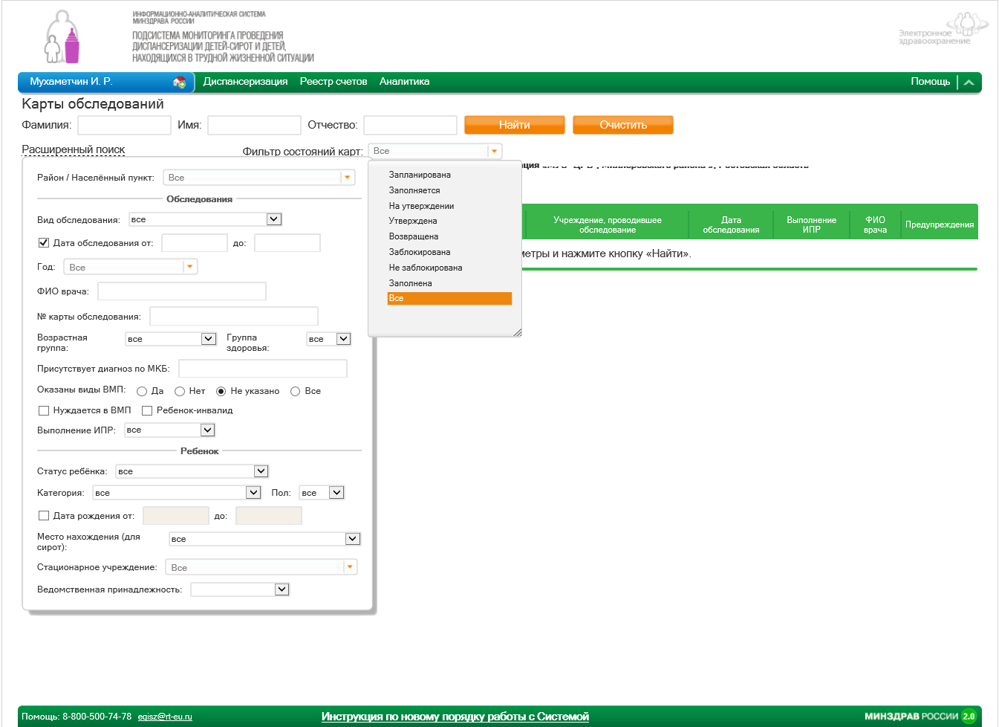 ИНФОРМАЦИОННО-АНАЛИТИЧЕСКАЯ СИСТЕМА
МИНЗДРАВА РОССИИ
ПОДСИСТЕМА МОНИТОРИНГА ПРОВЕДЕНИЯ
ДИСПАНСЕРИЗАЦИИ ДЕТЕЙ-СИРОТ И ДЕТЕЙ,
НАХОДЯЩИХСЯ В ТРУДНОЙ ЖИЗНЕННОЙ СИТУАЦИИ
Электронное
здравоохранение
Мухаметчин И. Р. Диспансеризация Реестр счетов Аналитика Помощь
Карты обследований
Фамилия: Имя: Отчество: Найти Очистить
Расширенный поиск Фильтр состояний карт: Все
Район / Населённый пункт: Все
Обследования
Вид обследования: все
Дата обследования от: до:
Год: Все
ФИО врача:
№ карты обследования:
Возрастная группа: все Группа здоровья: все
Присутствует диагноз по МКБ:
Оказаны виды ВМП: Да Нет Не указано Все
Нуждается в ВМП Ребенок-инвалид
Выполнение ИПР: все
Ребенок
Статус ребёнка: все
Категория: все Пол: все
Дата рождения от: до:
Место нахождения (для
сирот): все
Стационарное учреждение: Все
Ведомственная принадлежность:
Запланирована
Заполняется
На утверждении
Утверждена
Возвращена
Заблокирована
Не заблокирована
Заполнена
Все
Учреждение, проводившее
обследование
Дата
обследования
Выполнение
ИПР
ФИО
врача
Предупреждения
метры и нажмите кнопку «Найти».
Помощь: 8-800-500-74-78 egisz@rt-eu.ru Инструкция по новому порядку работы с Системой МИНЗДРАВ РОССИИ 2.0